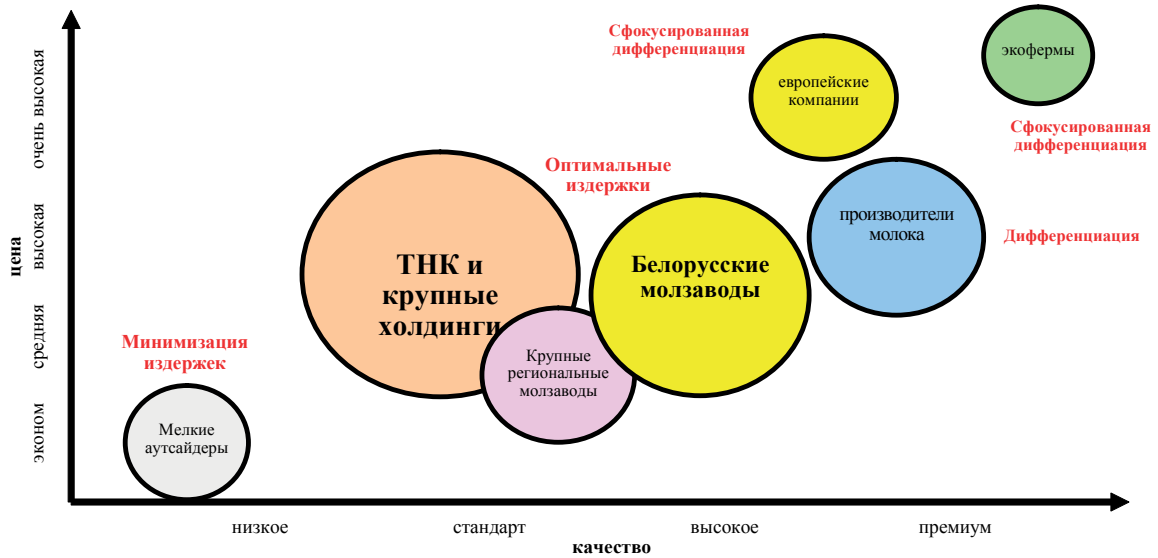 Сфокусированная
дифференциация
экофермы
европейские
компании
Сфокусированная
дифференциация
Оптимальные
издержки
производители
молока
Дифференциация
ТНК и
крупные
холдинги
Белорусские
молзаводы
Минимизация
издержек
Крупные
региональные
молзаводы
Мелкие
аутсайдеры
цена
очень высокая
высокая
средняя
эконом
низкое
стандарт
высокое
премиум
качество